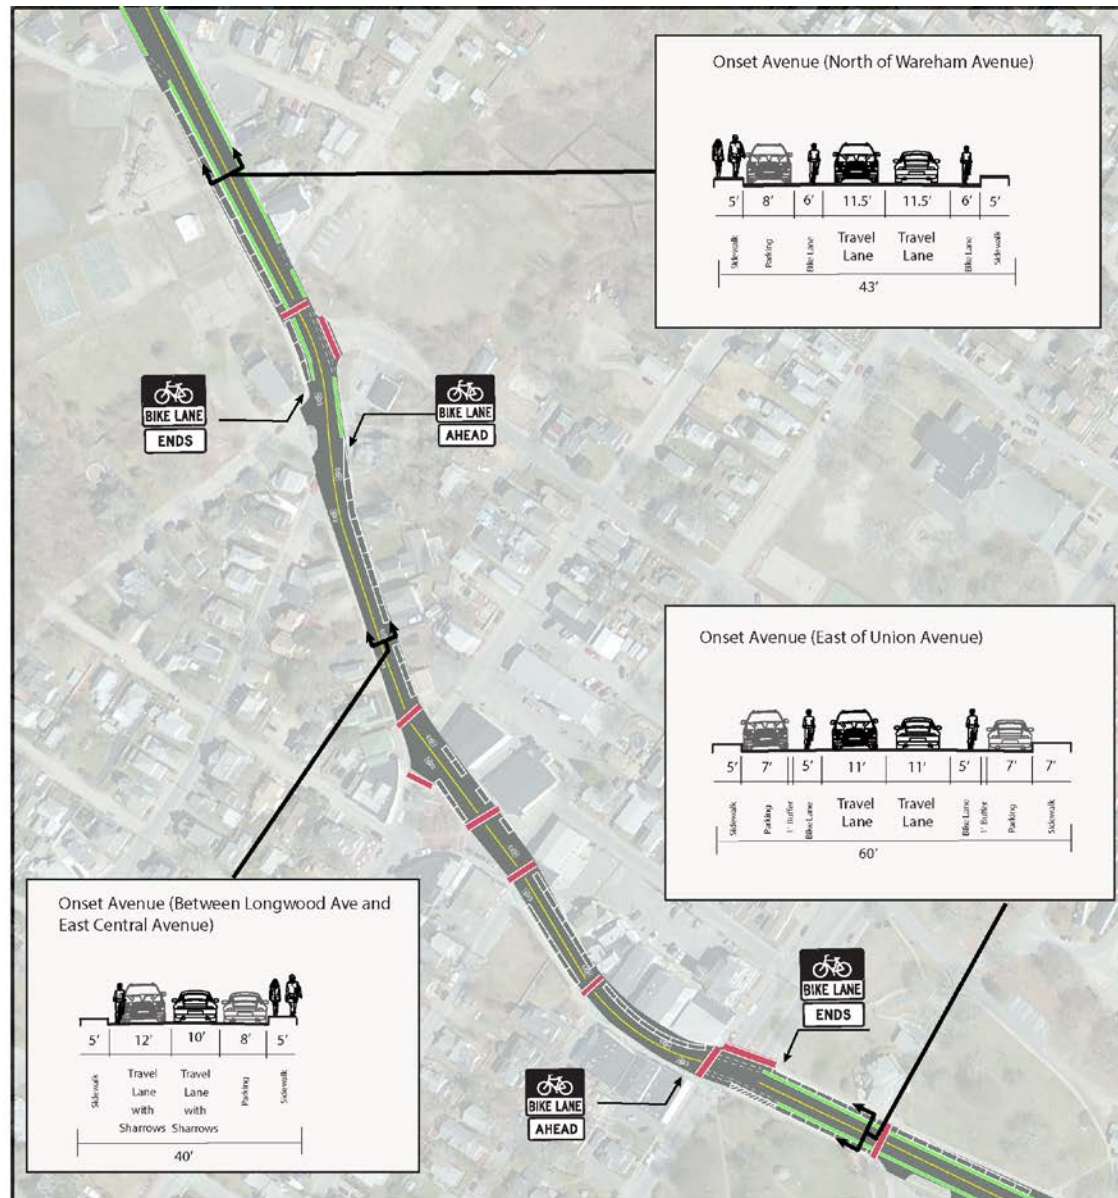 Onset Avenue (North of Wareham Avenue)
5' 8' 6' 11.5' 11.5' 6' 5'
Sidewalk Parking Bike Lane Travel Lane Travel Lane Bike Lane Sidewalk
43'
BIKE LANE
ENDS
BIKE LANE
AHEAD
Onset Avenue (East of Union Avenue)
5' 7' 5' 11' 11' 5' 7' 7'
Sidewalk Parking 1' Buffer Bike Lane Travel Lane Travel Lane Bike Lane 1' Buffer Parking Sidewalk
60'
Onset Avenue (Between Longwood Ave and
East Central Avenue)
5' 12' 10' 8' 5'
Sidewalk Travel Lane with Sharrows Travel Lane with Sharrows Parking Sidewalk
40'
BIKE LANE
ENDS
BIKE LANE
AHEAD